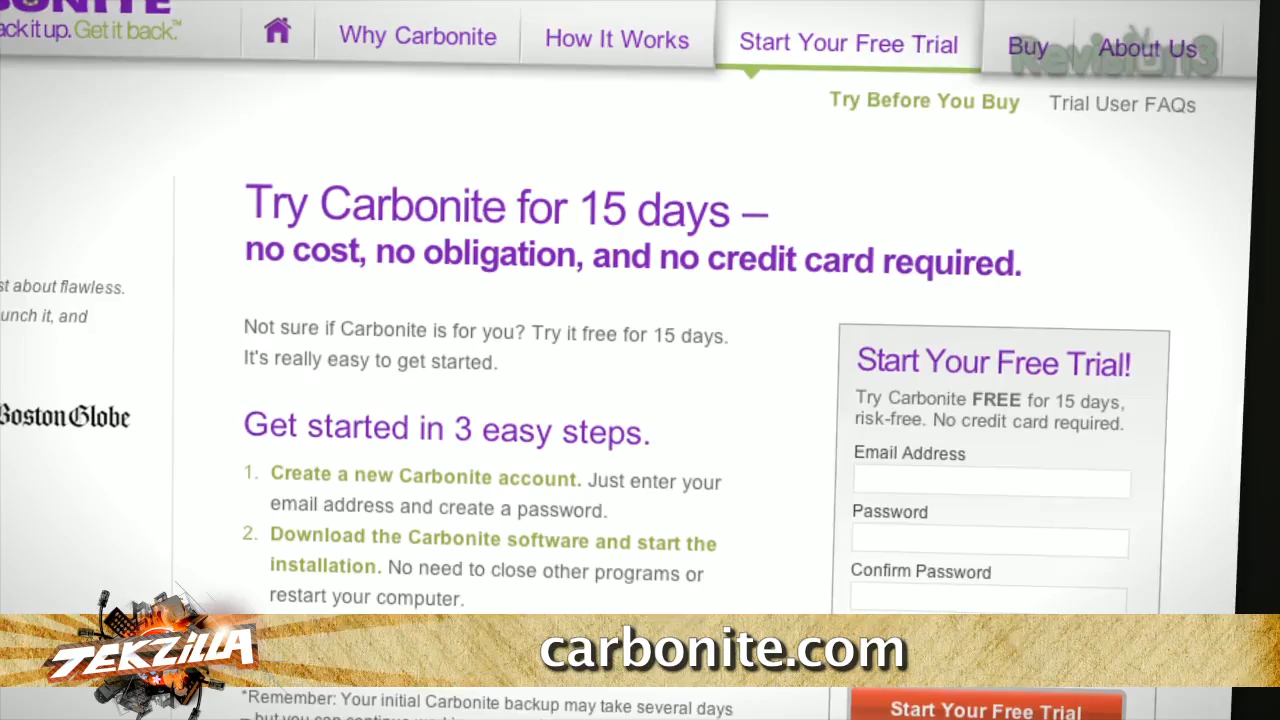 BONITE
ack it up. Get it back.™
Why Carbonite
How It Works
Start Your Free Trial
Buy
About Us
Revision3
Try Before You Buy
Trial User FAQs
Try Carbonite for 15 days –
no cost, no obligation, and no credit card required.
st about flawless.
unch it, and
Boston Globe
Not sure if Carbonite is for you? Try it free for 15 days.
It's really easy to get started.
Get started in 3 easy steps.
1. Create a new Carbonite account. Just enter your
email address and create a password.
2. Download the Carbonite software and start the
installation. No need to close other programs or
restart your computer.
Start Your Free Trial!
Try Carbonite FREE for 15 days,
risk-free. No credit card required.
Email Address
Password
Confirm Password
TEKZILLA
carbonite.com
*Remember: Your initial Carbonite backup may take several days
Start Your Free Trial